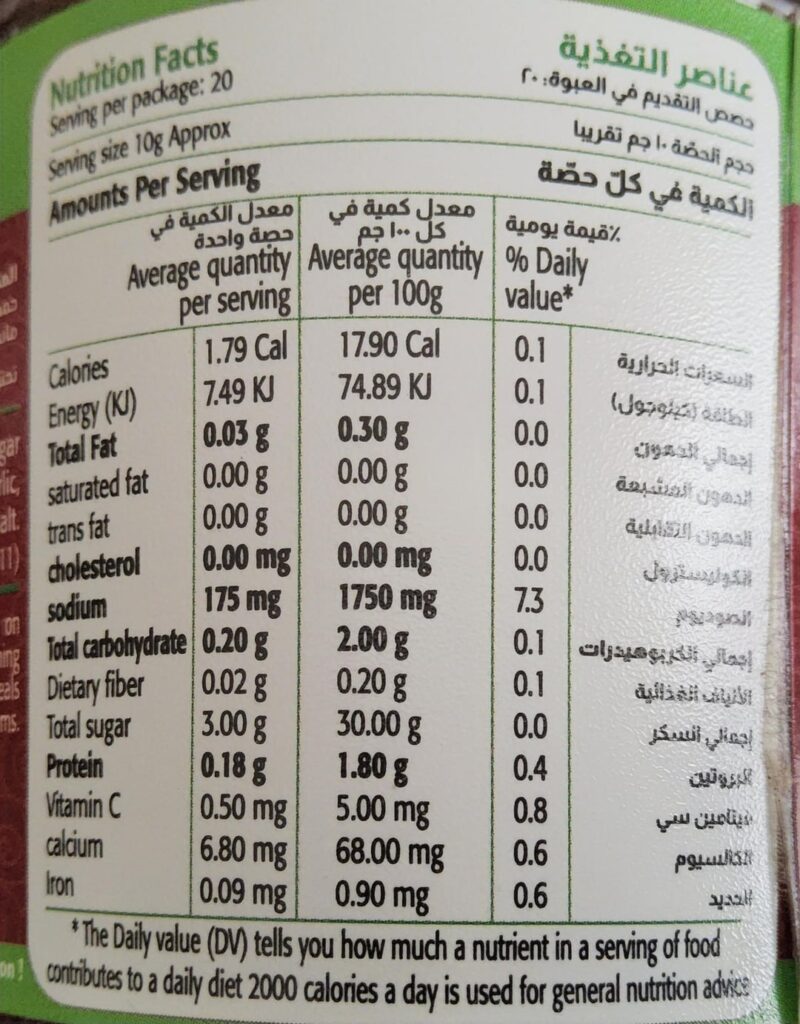 Nutrition Facts
عناصر التغذية
Serving per package: 20
حصص التقديم في العبوة: ٢٠
Serving size 10g Approx
حجم الحصّة ١٠ جم تقريبا
Amounts Per Serving
الكمية في كلّ حصّة
معدل الكمية في حصة واحدة
Average quantity per serving
معدل كمية في كل ١٠٠ جم
Average quantity per 100g
٪قيمة يومية
% Daily value*
Calories 1.79 Cal 17.90 Cal 0.1 السعرات الحرارية
Energy (KJ) 7.49 KJ 74.89 KJ 0.1 الطاقة (كيلوجول)
Total Fat 0.03 g 0.30 g 0.0 إجمالي الدهون
saturated fat 0.00 g 0.00 g 0.0 الدهون المشبعة
trans fat 0.00 g 0.00 g 0.0 الدهون التقابلية
cholesterol 0.00 mg 0.00 mg 0.0 الكوليسترول
sodium 175 mg 1750 mg 7.3 الصوديوم
Total carbohydrate 0.20 g 2.00 g 0.1 إجمالي الكربوهيدرات
Dietary fiber 0.02 g 0.20 g 0.1 الألياف الغذائية
Total sugar 3.00 g 30.00 g 0.0 إجمالي السكر
Protein 0.18 g 1.80 g 0.4 البروتين
Vitamin C 0.50 mg 5.00 mg 0.8 فيتامين سي
calcium 6.80 mg 68.00 mg 0.6 الكالسيوم
Iron 0.09 mg 0.90 mg 0.6 الحديد
* The Daily value (DV) tells you how much a nutrient in a serving of food
contributes to a daily diet 2000 calories a day is used for general nutrition advice